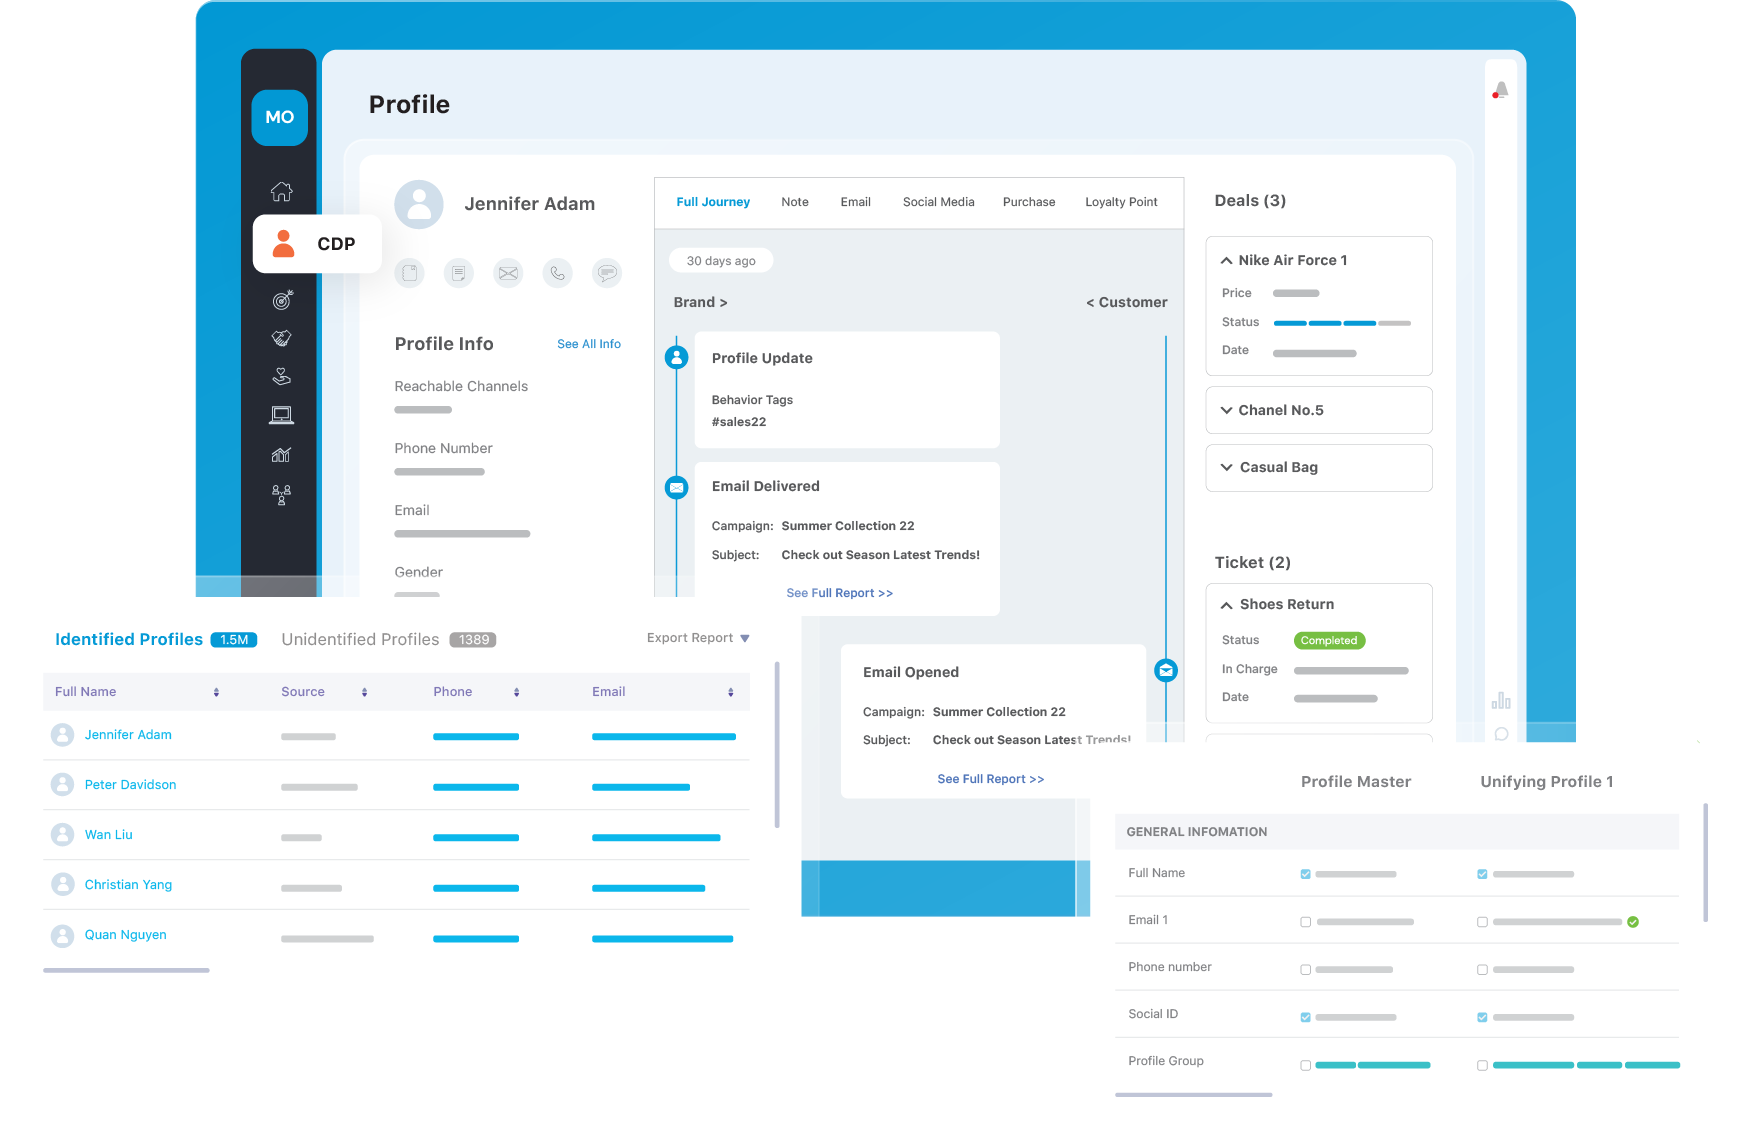 MO
Profile
CDP
Jennifer Adam
Profile Info
See All Info
Reachable Channels
Phone Number
Email
Gender
Full Journey Note Email Social Media Purchase Loyalty Point
30 days ago
Brand >
< Customer
Profile Update
Behavior Tags
#sales22
Email Delivered
Campaign: Summer Collection 22
Subject: Check out Season Latest Trends!
See Full Report >>
Email Opened
Campaign: Summer Collection 22
Subject: Check out Season Latest Trends!
See Full Report >>
Deals (3)
Nike Air Force 1
Price
Status
Date
Chanel No.5
Casual Bag
Ticket (2)
Shoes Return
Status Completed
In Charge
Date
Identified Profiles 1.5M Unidentified Profiles 1389 Export Report
Full Name Source Phone Email
Jennifer Adam
Peter Davidson
Wan Liu
Christian Yang
Quan Nguyen
Profile Master Unifying Profile 1
GENERAL INFOMATION
Full Name
Email 1
Phone number
Social ID
Profile Group